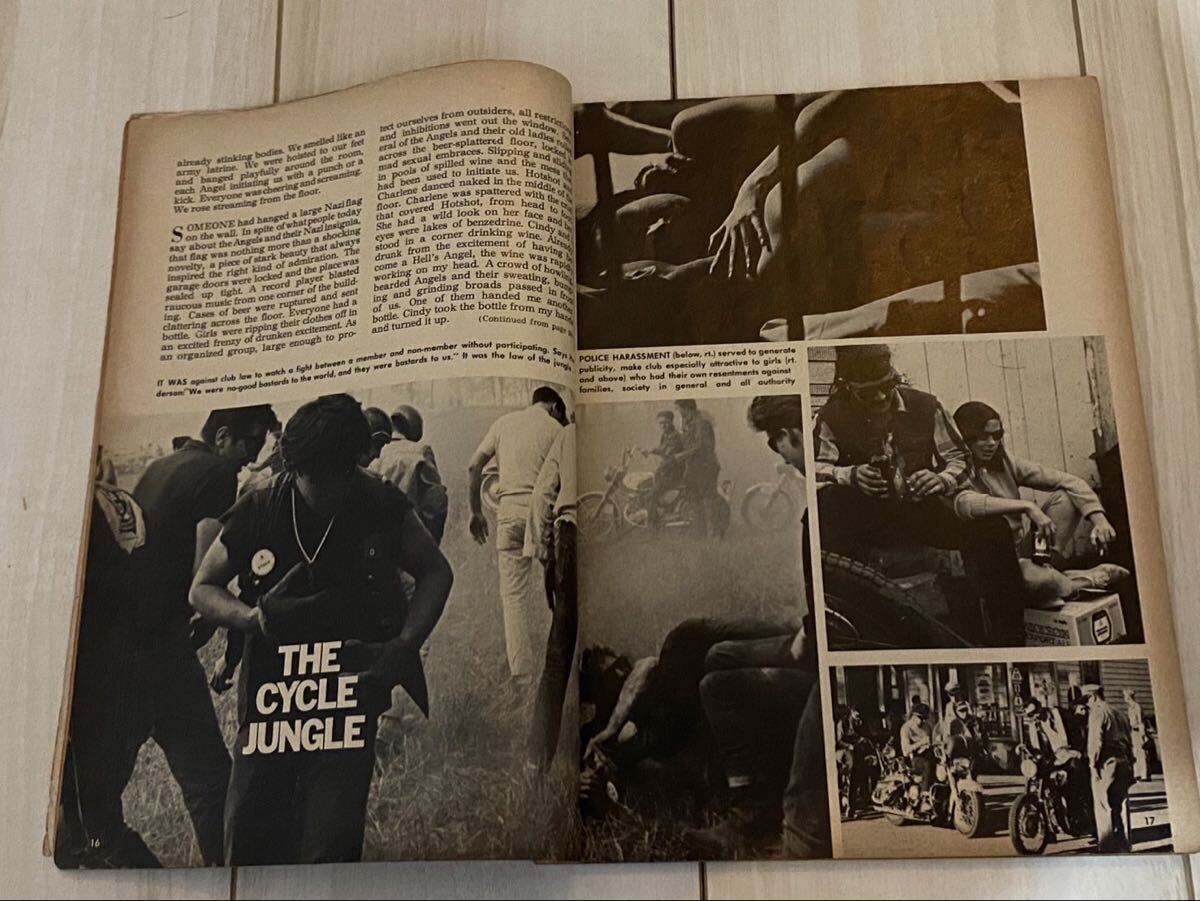 already stinking bodies. We smelled like an
army latrine. We were hoisted to our feet
and banged playfully around the room,
each Angel initiating us with a punch or a
kick. Everyone was cheering and screaming.
We rose streaming from the floor.
SOMEONE had hanged a large Nazi flag
on the wall. In spite of what people today
say about the Angels and their Nazi insignia,
that flag was nothing more than a shocking
novelty, a piece of stark beauty that always
inspired the right kind of admiration. The
garage doors were locked and the place was
sealed up tight. A record player blasted
raucous music from one corner of the build-
ing. Cases of beer were ruptured and sent
clattering across the floor. Everyone had a
bottle. Girls were ripping their clothes off in
an excited frenzy of drunken excitement. As
an organized group, large enough to pro-
tect ourselves from outsiders, all restrictions
and inhibitions went out the window. Sev-
eral of the Angels and their old ladies
across the beer-splattered floor, locked
mad sexual embraces. Slipping and
in pools of spilled wine and the mess
had been used to initiate us. Hotshot and
Charlene danced naked in the middle of the
floor. Charlene was spattered with the
that covered Hotshot, from head to
She had a wild look on her face and
eyes were lakes of benzedrine. Cindy and
stood in a corner drinking wine. Already
drunk from the excitement of having
come a Hell's Angel, the wine was rapidly
working on my head. A crowd of howling
bearded Angels and their sweating,
ing and grinding broads passed in front
of us. One of them handed me another
bottle. Cindy took the bottle from my hand
and turned it up.
(Continued from page
IT WAS against club law to watch a fight between a member and non-member without participating. Says
derson: "We were no-good bastards to the world, and they were bastards to us." It was the law of the jungle
POLICE HARASSMENT (below, rt.) served to generate
publicity, make club especially attractive to girls (rt.
and above) who had their own resentments against
families, society in general and all authority
THE
CYCLE
JUNGLE
16
17